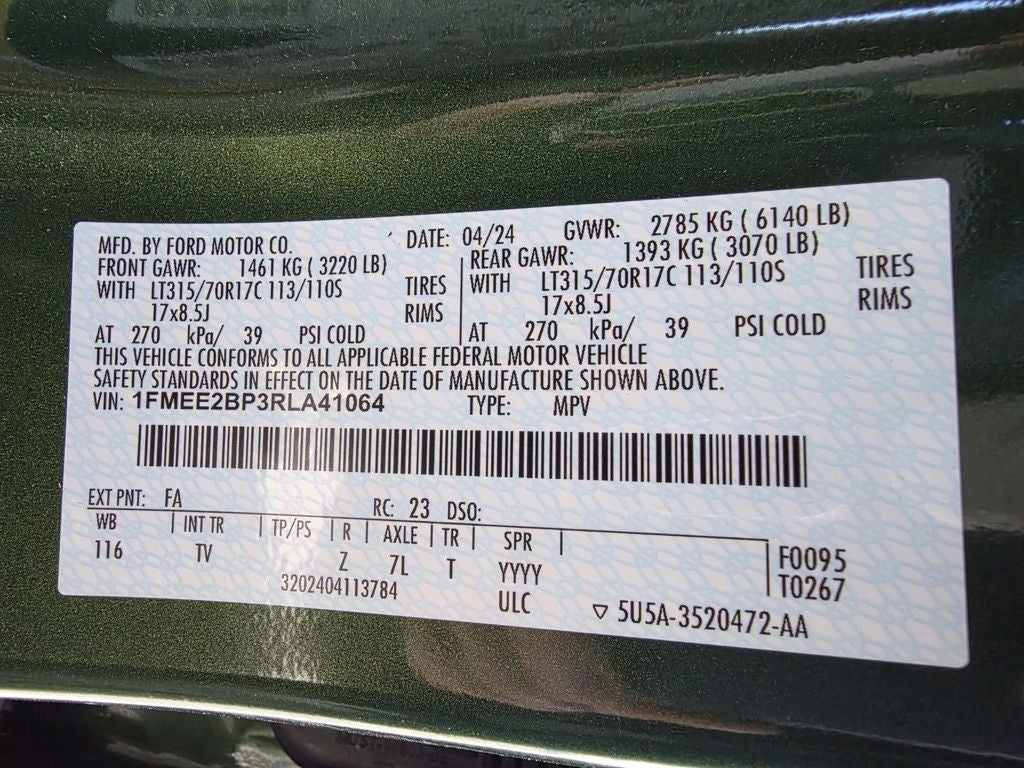 MFD. BY FORD MOTOR CO. DATE: 04/24 GVWR: 2785 KG ( 6140 LB)
FRONT GAWR: 1461 KG ( 3220 LB) REAR GAWR: 1393 KG ( 3070 LB)
WITH LT315/70R17C 113/110S TIRES WITH LT315/70R17C 113/110S TIRES
17x8.5J RIMS 17x8.5J RIMS
AT 270 kPa/ 39 PSI COLD AT 270 kPa/ 39 PSI COLD
THIS VEHICLE CONFORMS TO ALL APPLICABLE FEDERAL MOTOR VEHICLE
SAFETY STANDARDS IN EFFECT ON THE DATE OF MANUFACTURE SHOWN ABOVE.
VIN: 1FMEE2BP3RLA41064 TYPE: MPV
EXT PNT: FA RC: 23 DSO:
WB INT TR TP/PS R AXLE TR SPR
116 TV Z 7L T YYYY F0095
3202404113784 ULC T0267
▽ 5U5A-3520472-AA